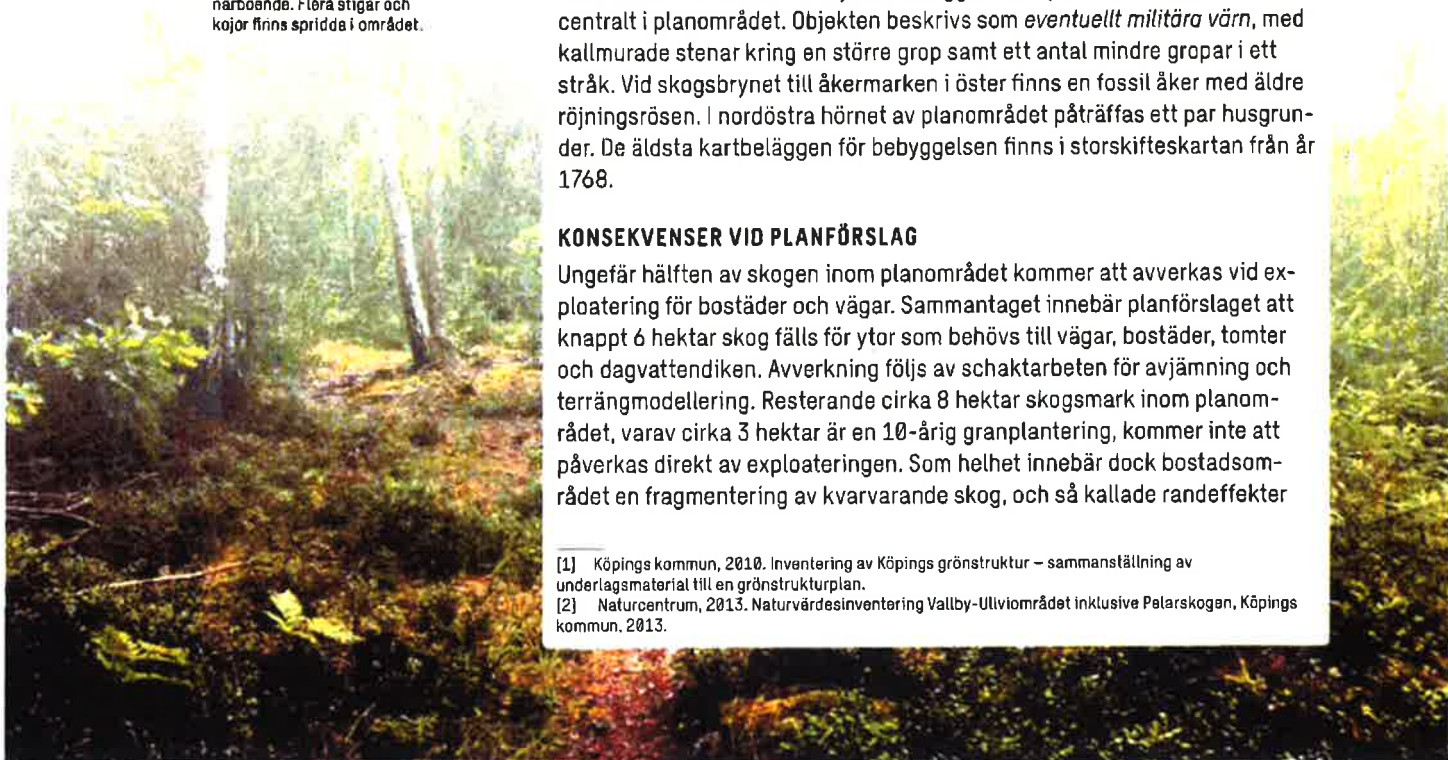 närboende. Flera stigar och
kojor finns spridda i området.
centralt i planområdet. Objekten beskrivs som eventuellt militära värn, med
kallmurade stenar kring en större grop samt ett antal mindre gropar i ett
stråk. Vid skogsbrynet till åkermarken i öster finns en fossil åker med äldre
röjningsrösen. I nordöstra hörnet av planområdet påträffas ett par husgrun-
der. De äldsta kartbeläggen för bebyggelsen finns i storskifteskartan från år
1768.
KONSEKVENSER VID PLANFÖRSLAG
Ungefär hälften av skogen inom planområdet kommer att avverkas vid ex-
ploatering för bostäder och vägar. Sammantaget innebär planförslaget att
knappt 6 hektar skog fälls för ytor som behövs till vägar, bostäder, tomter
och dagvattendiken. Avverkning följs av schaktarbeten för avjämning och
terrängmodellering. Resterande cirka 8 hektar skogsmark inom planom-
rådet, varav cirka 3 hektar är en 10-årig granplantering, kommer inte att
påverkas direkt av exploateringen. Som helhet innebär dock bostadsom-
rådet en fragmentering av kvarvarande skog, och så kallade randeffekter
[1] Köpings kommun, 2010. Inventering av Köpings grönstruktur – sammanställning av
underlagsmaterial till en grönstrukturplan.
[2] Naturcentrum, 2013. Naturvärdesinventering Vallby-Ullviområdet inklusive Pelarskogen, Köpings
kommun, 2013.